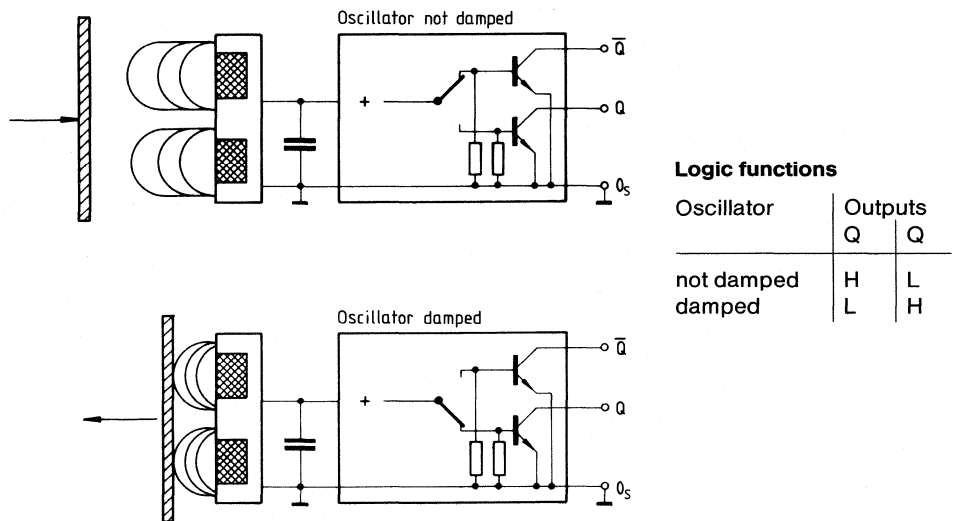 Oscillator not damped
Q̅
+
Q
0s
Logic functions
Oscillator Outputs
Q Q
not damped H L
damped L H
Oscillator damped
Q̅
+
Q
0s